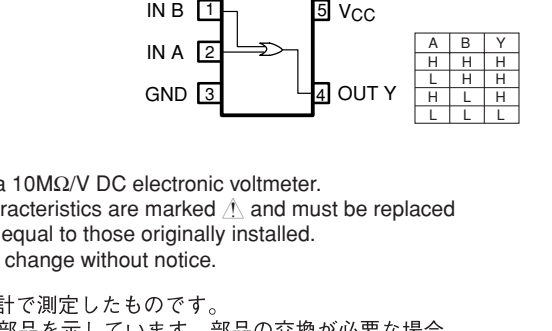 IN B 1 5 VCC
IN A 2
GND 3 4 OUT Y
A B Y
H H H
L H H
H L H
L L L
a 10MΩ/V DC electronic voltmeter.
racteristics are marked ⚠ and must be replaced
equal to those originally installed.
change without notice.
計で測定したものです。
部品を示しています。部品の交換が必要な場合